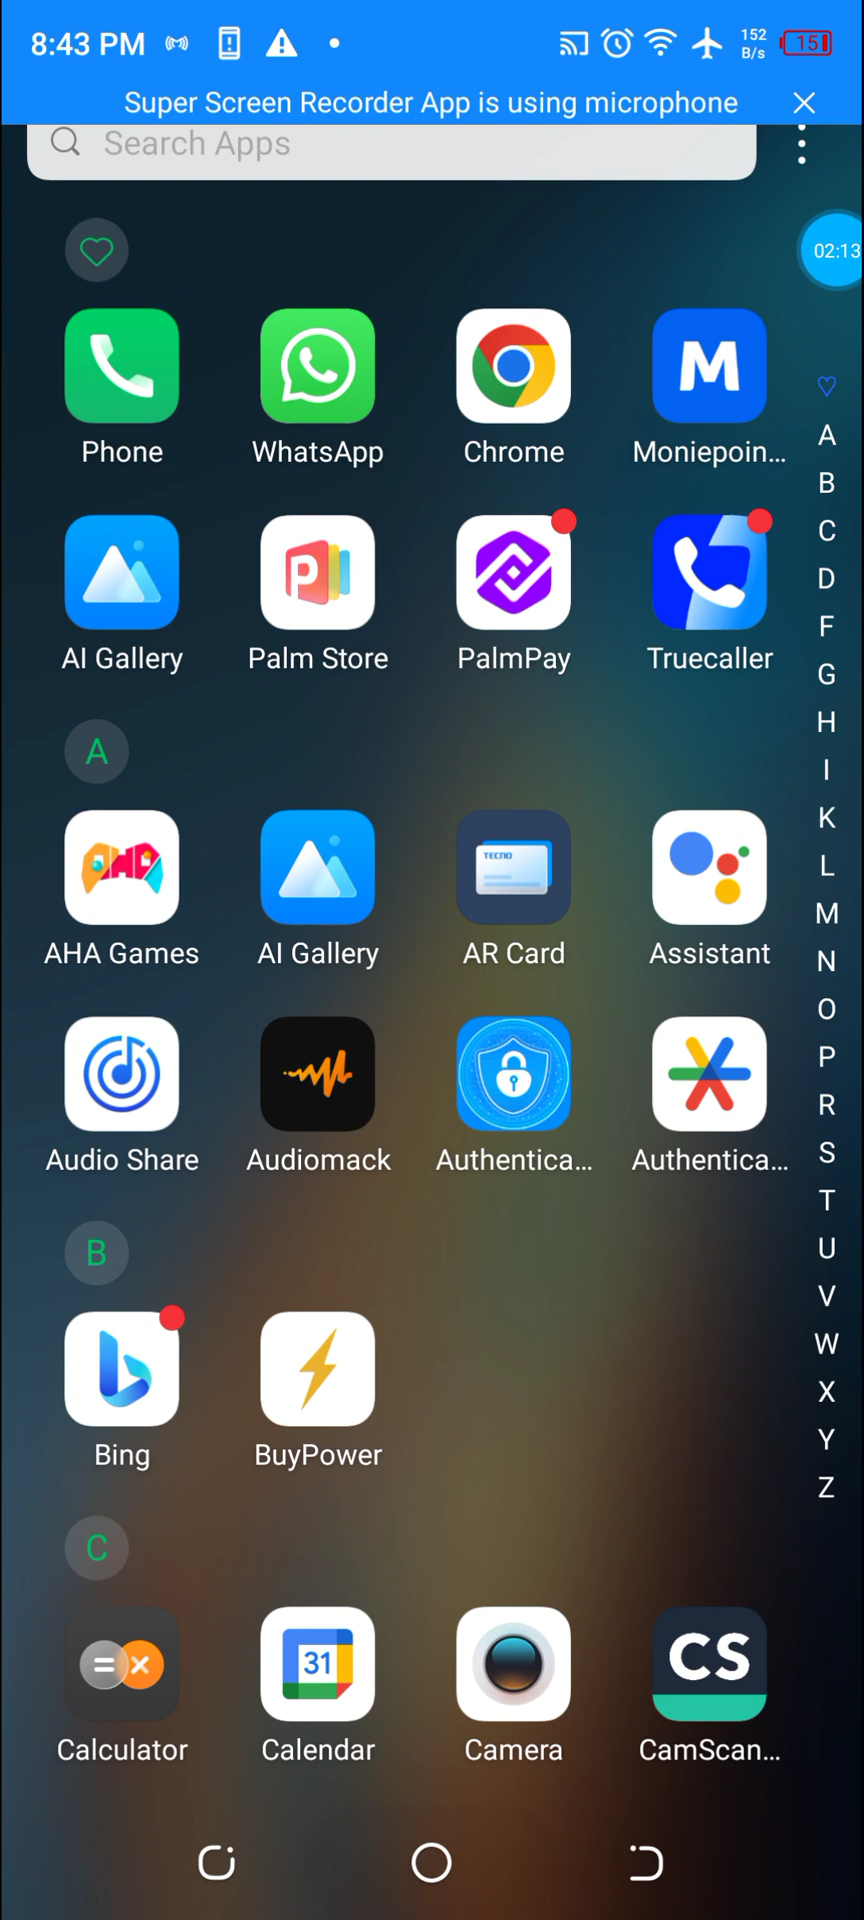 8:43 PM 152 B/s 15
Super Screen Recorder App is using microphone
Search Apps
02:13
Phone WhatsApp Chrome Moniepoin...
AI Gallery Palm Store PalmPay Truecaller
A
TECNO
AHA Games AI Gallery AR Card Assistant
Audio Share Audiomack Authentica... Authentica...
B
Bing BuyPower
C
31 CS
Calculator Calendar Camera CamScan...
A
B
C
D
F
G
H
I
K
L
M
N
O
P
R
S
T
U
V
W
X
Y
Z